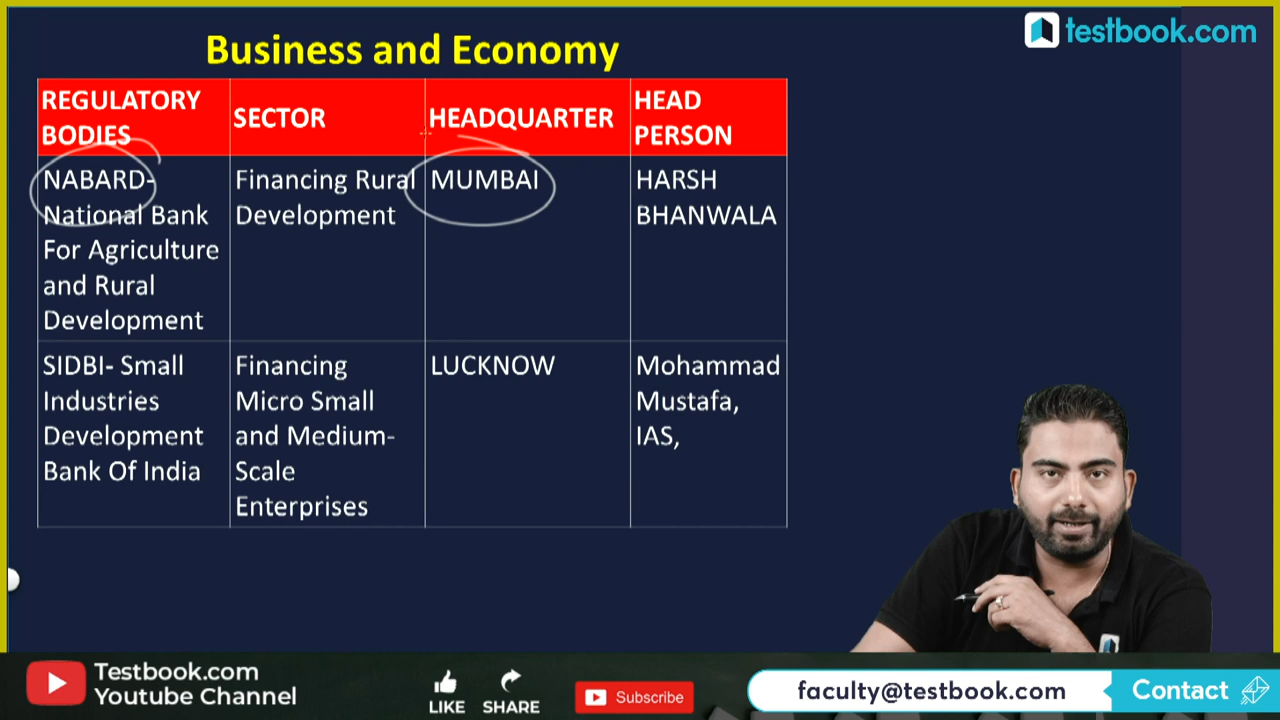 Business and Economy
testbook.com
REGULATORY
BODIES
SECTOR
HEADQUARTER
HEAD
PERSON
NABARD-
National Bank
For Agriculture
and Rural
Development
Financing Rural
Development
MUMBAI
HARSH
BHANWALA
SIDBI- Small
Industries
Development
Bank Of India
Financing
Micro Small
and Medium-
Scale
Enterprises
LUCKNOW
Mohammad
Mustafa,
IAS,
Testbook.com
Youtube Channel
LIKE
SHARE
Subscribe
faculty@testbook.com
Contact